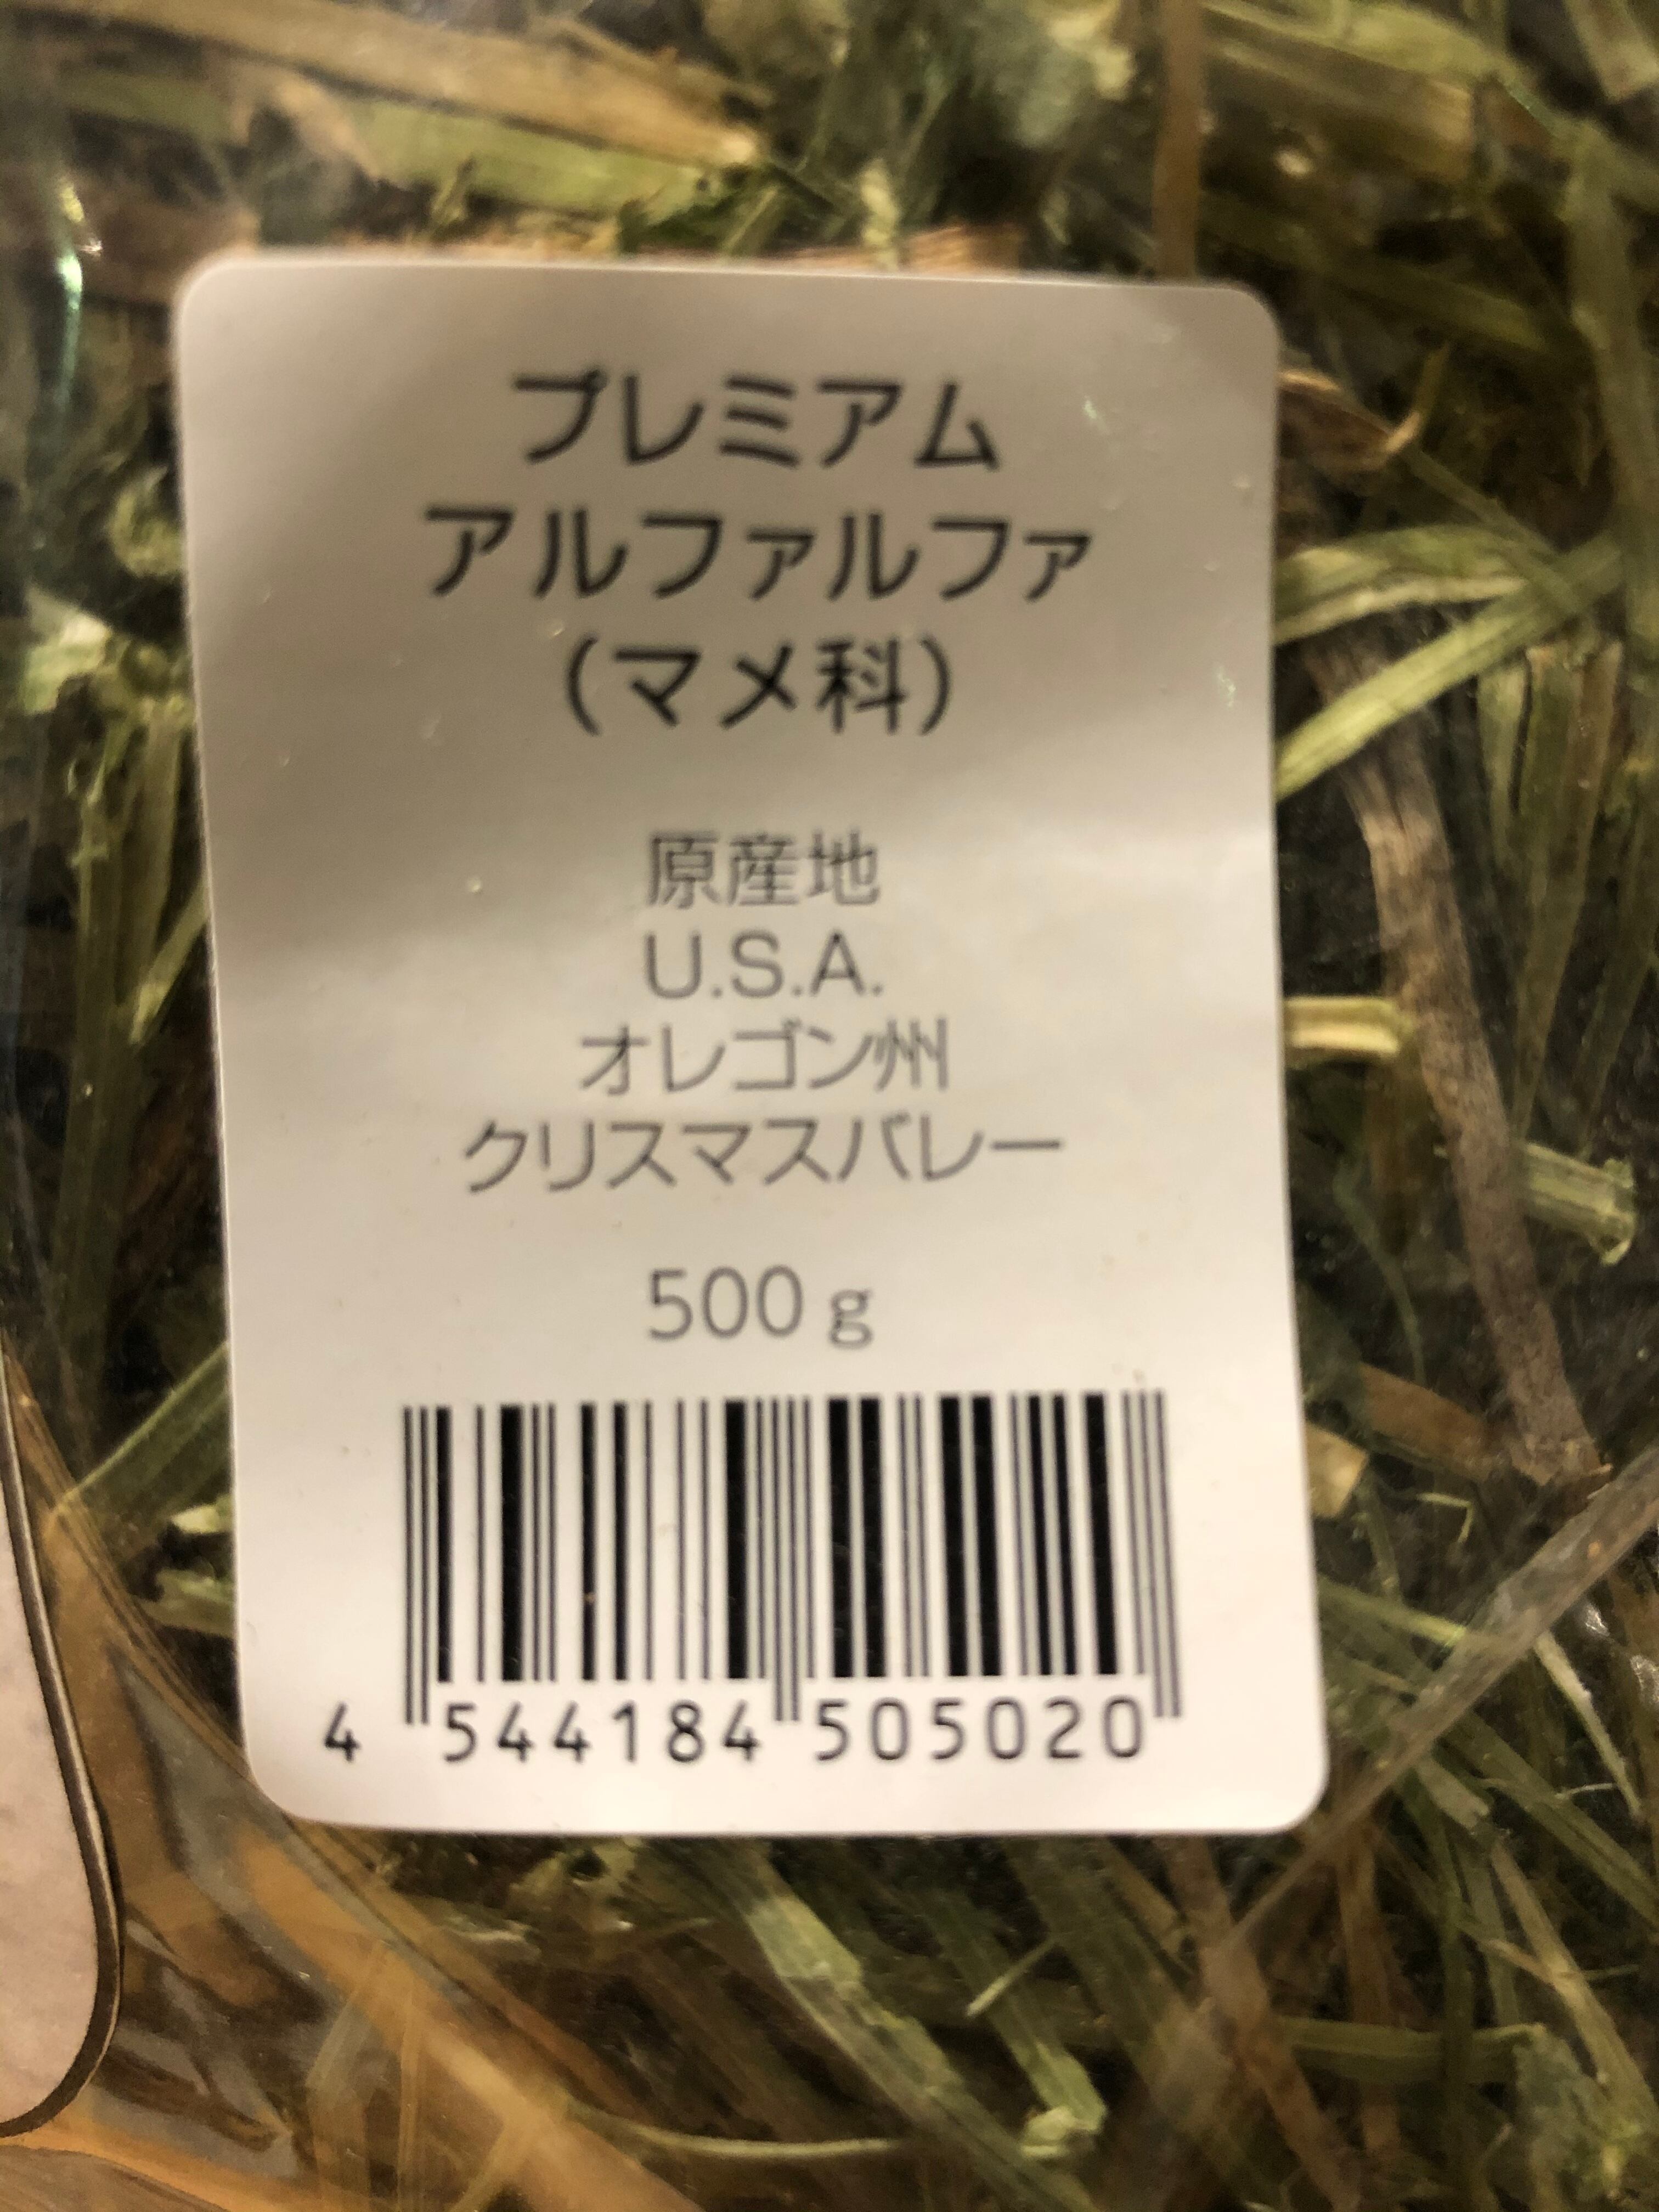 プレミアム
アルファルファ
(マメ科)
原産地
U.S.A.
オレゴン州
クリスマスバレー
500g
4 544184 505020